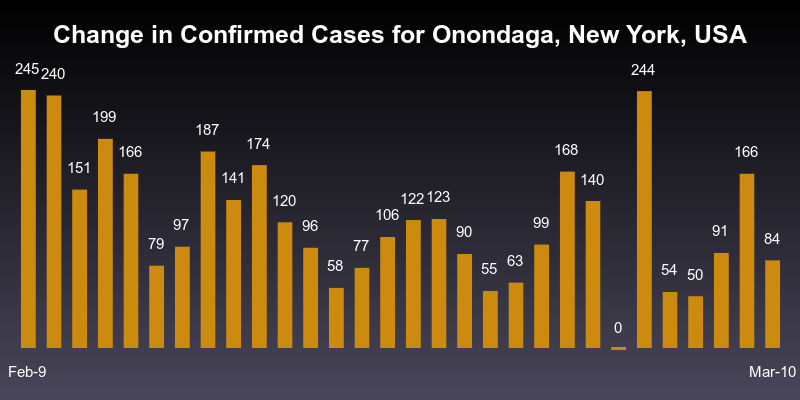 Change in Confirmed Cases for Onondaga, New York, USA
245 240 151 199 166 79 97 187 141 174 120 96 58 77 106 122 123 90 55 63 99 168 140 0 244 54 50 91 166 84
Feb-9 Mar-10